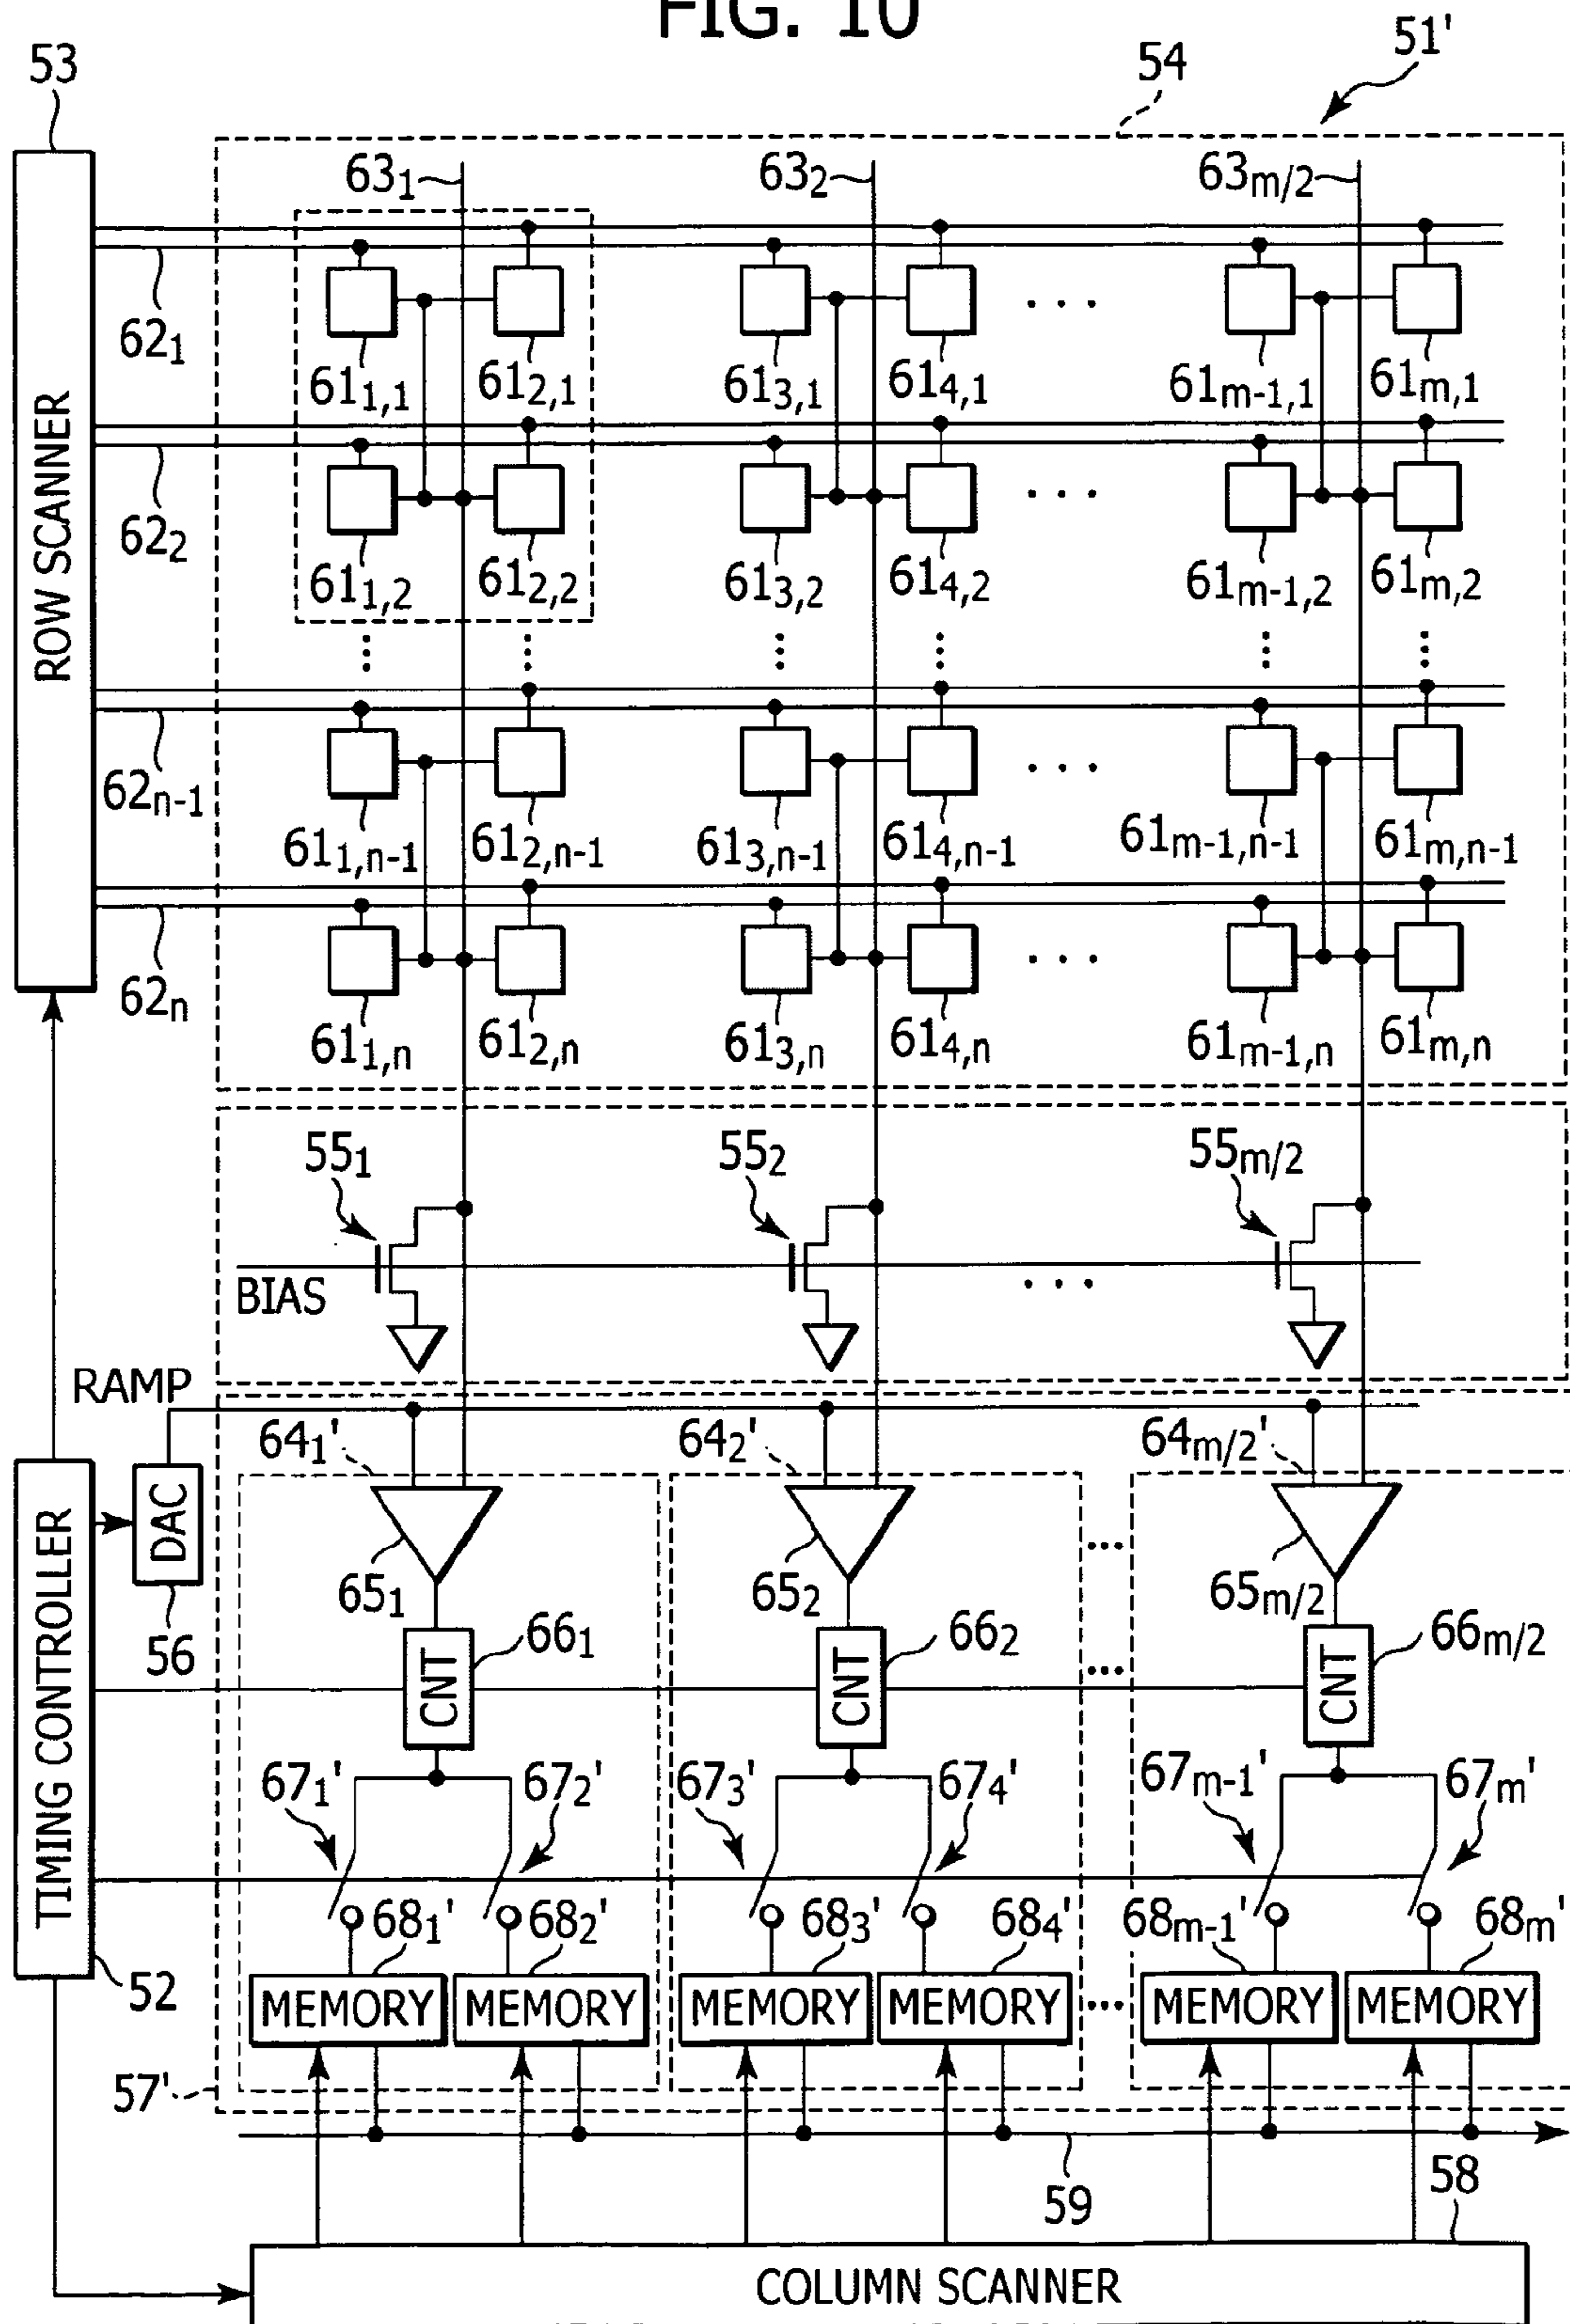 FIG. 10
53
54
51'
63₁
63₂
63m/2
ROW SCANNER
62₁
61₁,₁
61₂,₁
61₃,₁
61₄,₁
61m-1,1
61m,1
62₂
61₁,₂
61₂,₂
61₃,₂
61₄,₂
61m-1,2
61m,2
62n-1
61₁,n-1
61₂,n-1
61₃,n-1
61₄,n-1
61m-1,n-1
61m,n-1
62n
61₁,n
61₂,n
61₃,n
61₄,n
61m-1,n
61m,n
55₁
55₂
55m/2
BIAS
RAMP
64₁'
64₂'
64m/2'
TIMING CONTROLLER
DAC
56
65₁
65₂
65m/2
CNT
66₁
CNT
66₂
CNT
66m/2
67₁'
67₂'
67₃'
67₄'
67m-1'
67m'
68₁'
68₂'
68₃'
68₄'
68m-1'
68m'
52
MEMORY
MEMORY
MEMORY
MEMORY
MEMORY
MEMORY
57'
59
58
COLUMN SCANNER